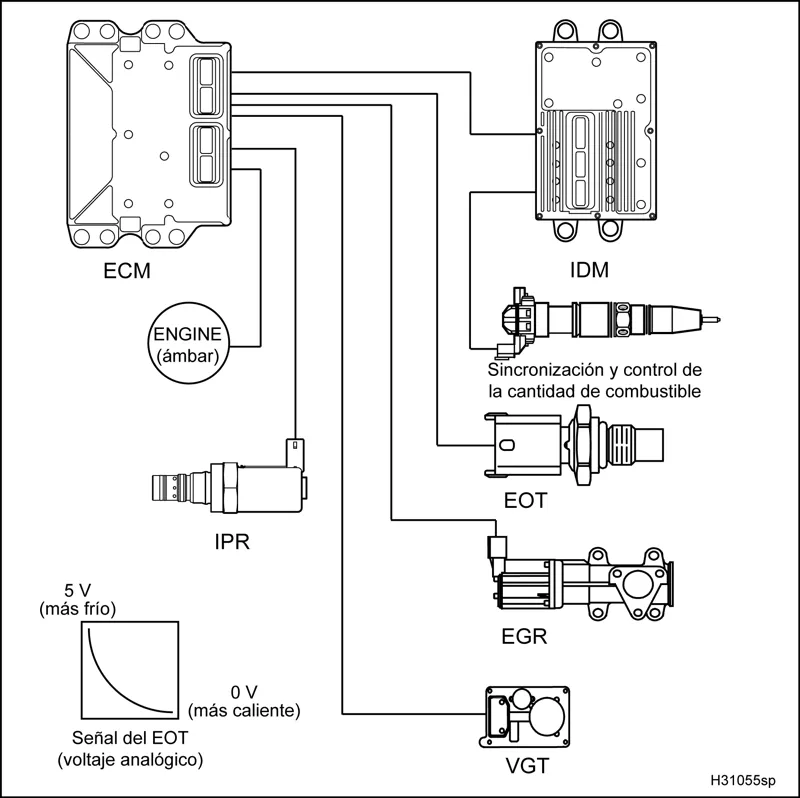 ECM
IDM
ENGINE
(ámbar)
Sincronización y control de
la cantidad de combustible
EOT
IPR
EGR
5 V
(más frío)
0 V
(más caliente)
Señal del EOT
(voltaje analógico)
VGT
H31055sp